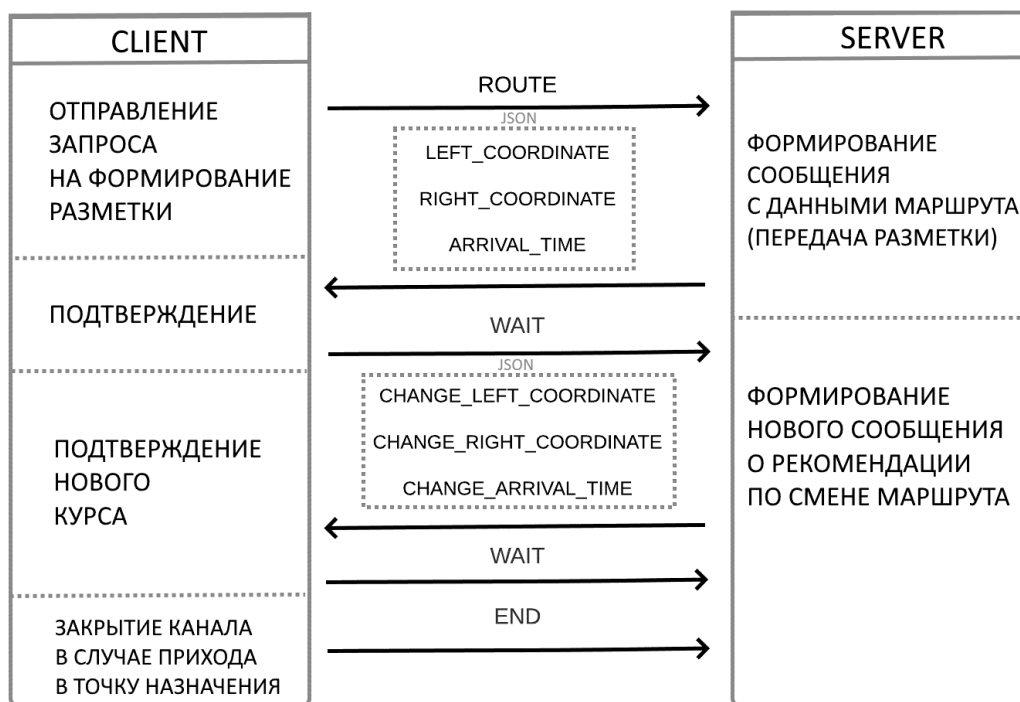 CLIENT
SERVER
ОТПРАВЛЕНИЕ
ЗАПРОСА
НА ФОРМИРОВАНИЕ
РАЗМЕТКИ
ROUTE
JSON
LEFT_COORDINATE
RIGHT_COORDINATE
ARRIVAL_TIME
ФОРМИРОВАНИЕ
СООБЩЕНИЯ
С ДАННЫМИ МАРШРУТА
(ПЕРЕДАЧА РАЗМЕТКИ)
ПОДТВЕРЖДЕНИЕ
WAIT
JSON
CHANGE_LEFT_COORDINATE
CHANGE_RIGHT_COORDINATE
CHANGE_ARRIVAL_TIME
ФОРМИРОВАНИЕ
НОВОГО СООБЩЕНИЯ
О РЕКОМЕНДАЦИИ
ПО СМЕНЕ МАРШРУТА
ПОДТВЕРЖДЕНИЕ
НОВОГО
КУРСА
WAIT
END
ЗАКРЫТИЕ КАНАЛА
В СЛУЧАЕ ПРИХОДА
В ТОЧКУ НАЗНАЧЕНИЯ